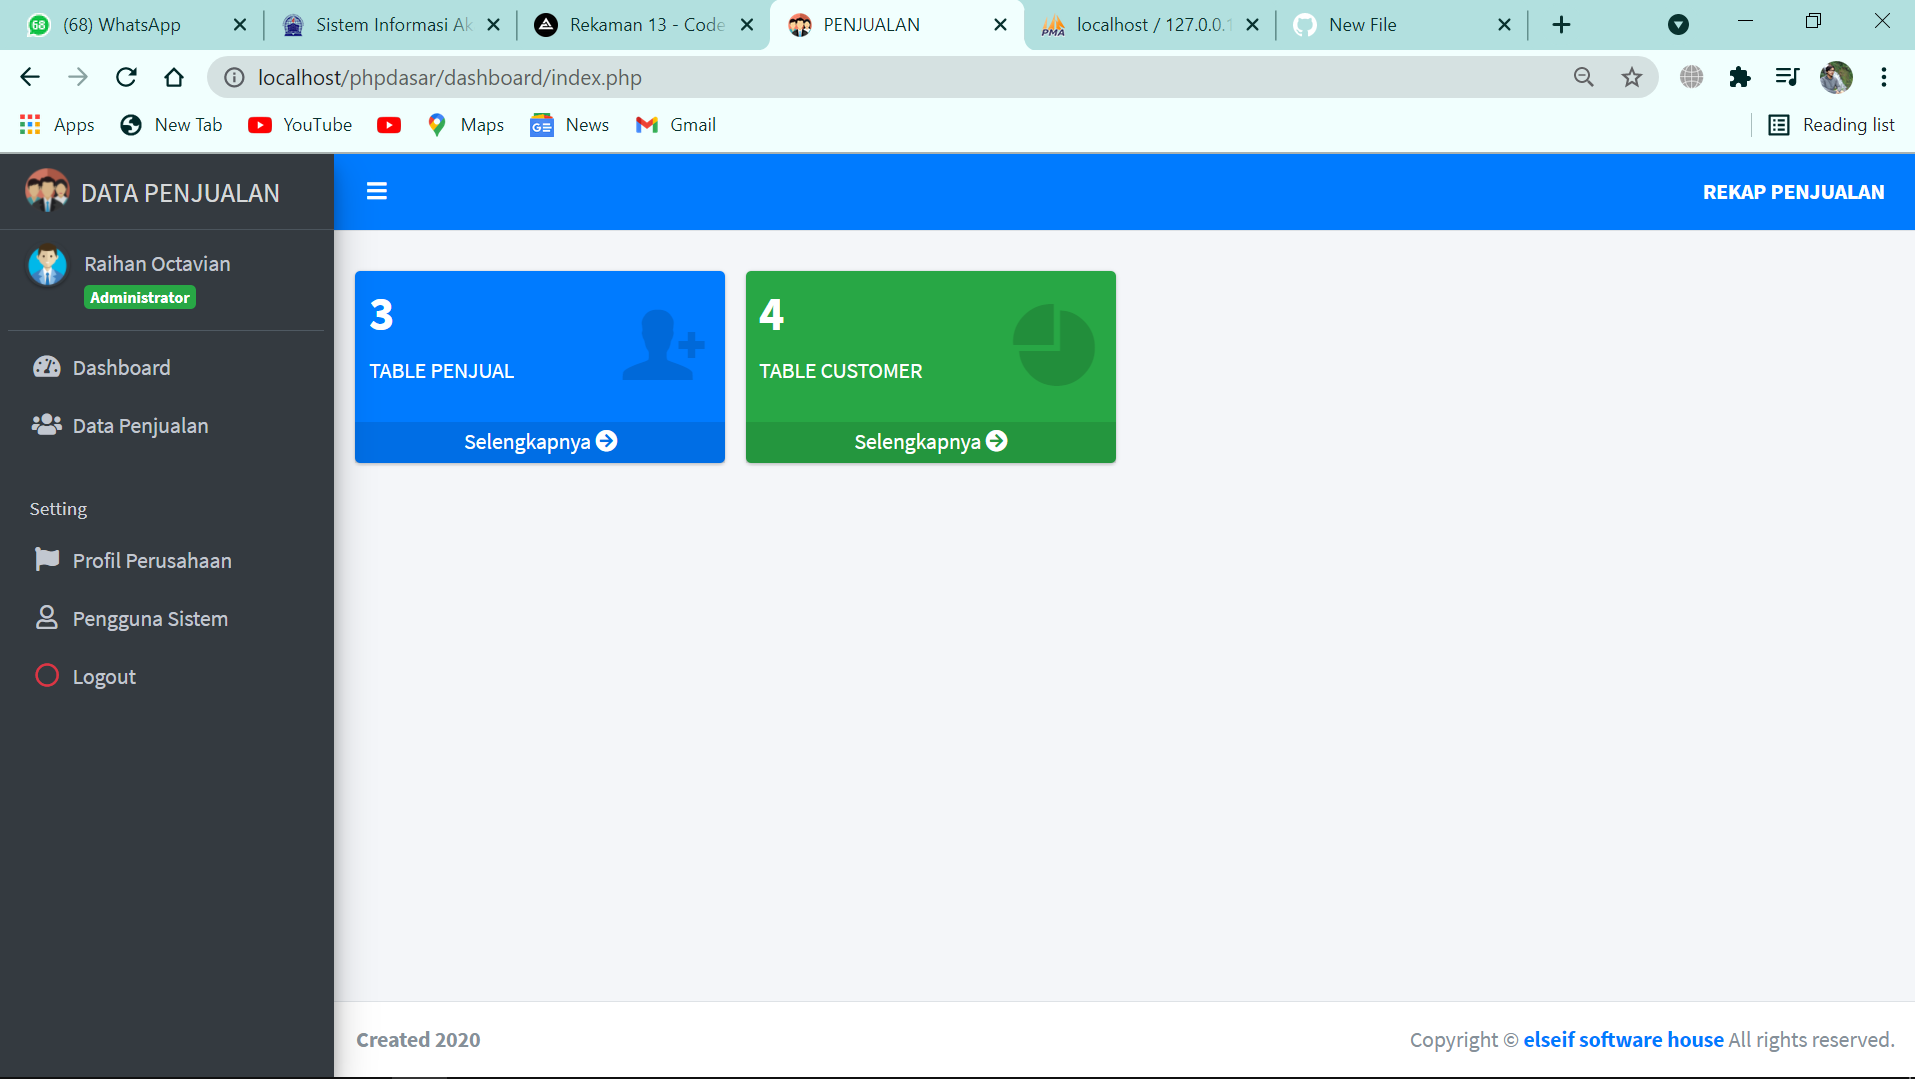 (68) WhatsApp
Sistem Informasi Ak
Rekaman 13 - Code
PENJUALAN
localhost / 127.0.0.1
New File
localhost/phpdasar/dashboard/index.php
Apps
New Tab
YouTube
Maps
News
Gmail
Reading list
DATA PENJUALAN
REKAP PENJUALAN
Raihan Octavian
Administrator
Dashboard
Data Penjualan
Setting
Profil Perusahaan
Pengguna Sistem
Logout
3
TABLE PENJUAL
Selengkapnya
4
TABLE CUSTOMER
Selengkapnya
Created 2020
Copyright © elseif software house All rights reserved.